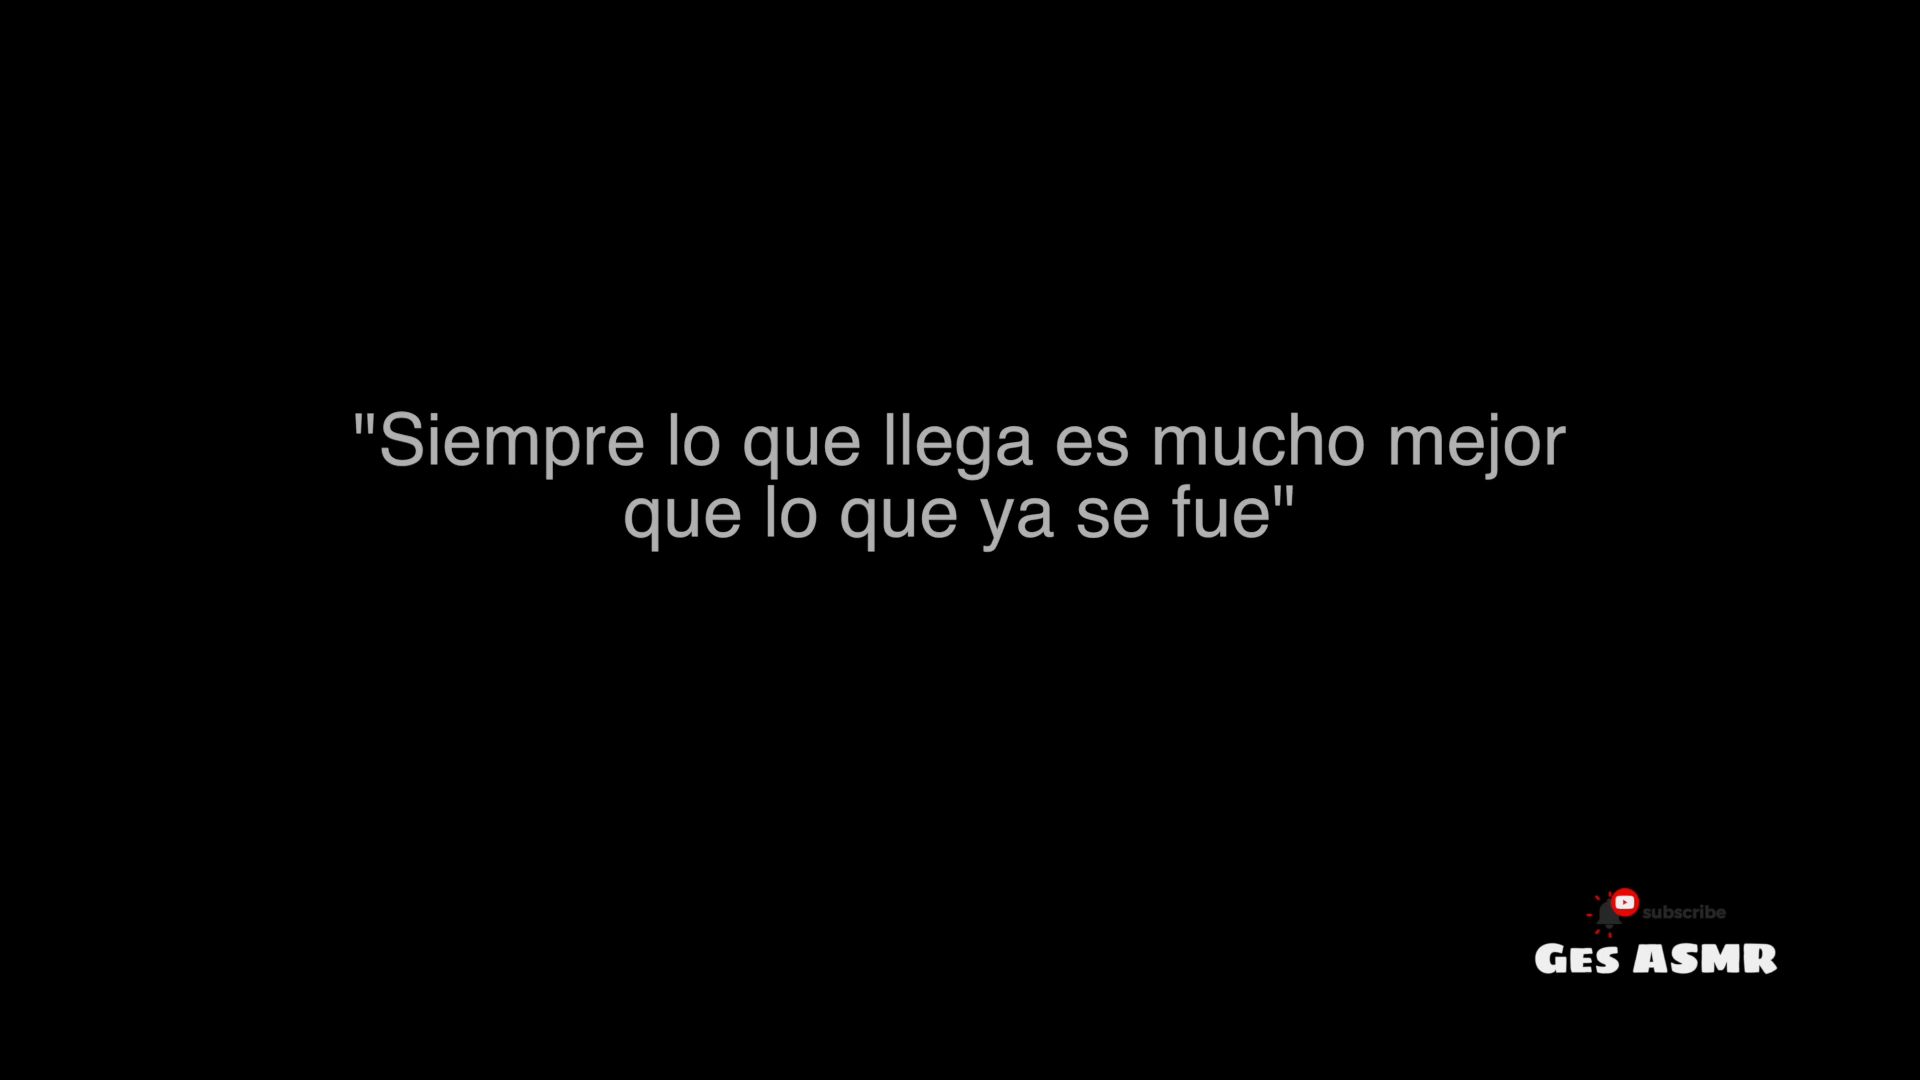 "Siempre lo que llega es mucho mejor
que lo que ya se fue"
subscribe
GES ASMR